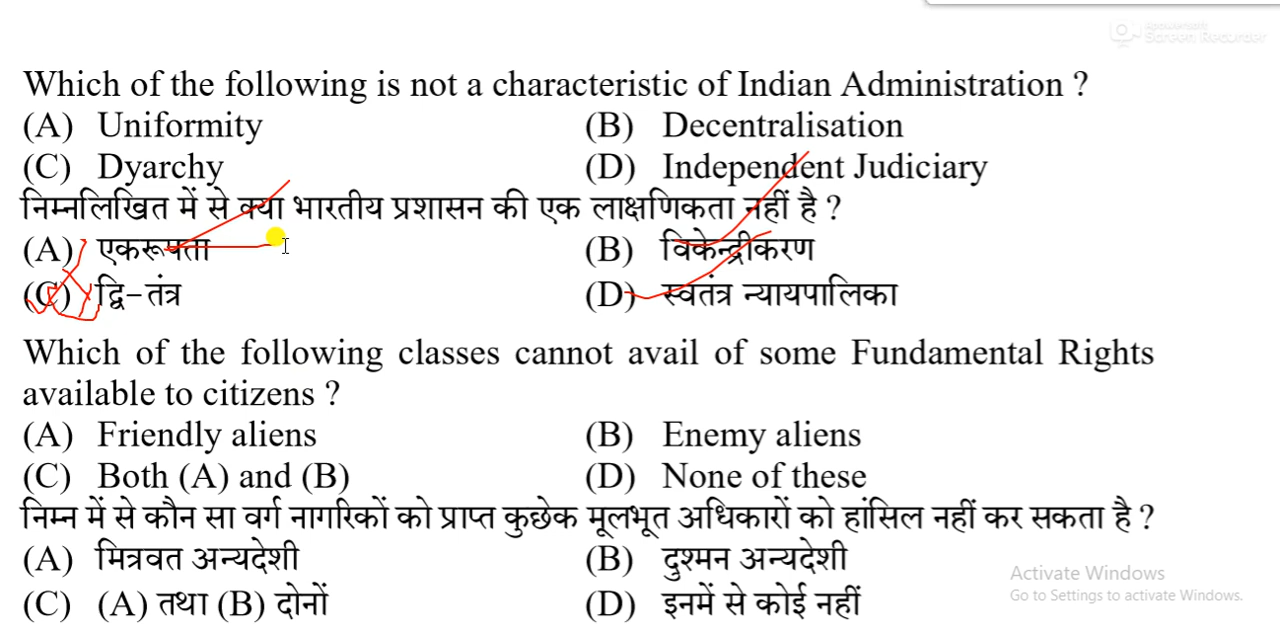 Apowersoft
Screen Recorder
Which of the following is not a characteristic of Indian Administration ?
(A) Uniformity (B) Decentralisation
(C) Dyarchy (D) Independent Judiciary
निम्नलिखित में से क्या भारतीय प्रशासन की एक लाक्षणिकता नहीं है ?
(A) एकरूपता (B) विकेन्द्रीकरण
(C) द्वि-तंत्र (D) स्वतंत्र न्यायपालिका
Which of the following classes cannot avail of some Fundamental Rights
available to citizens ?
(A) Friendly aliens (B) Enemy aliens
(C) Both (A) and (B) (D) None of these
निम्न में से कौन सा वर्ग नागरिकों को प्राप्त कुछेक मूलभूत अधिकारों को हांसिल नहीं कर सकता है ?
(A) मित्रवत अन्यदेशी (B) दुश्मन अन्यदेशी
(C) (A) तथा (B) दोनों (D) इनमें से कोई नहीं
Activate Windows
Go to Settings to activate Windows.